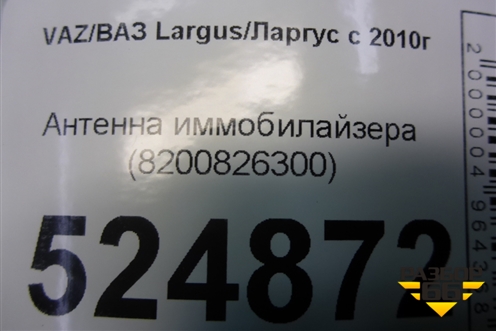 VAZ/ВАЗ Largus/Ларгус с 2010г
Антенна иммобилайзера
(8200826300)
524872